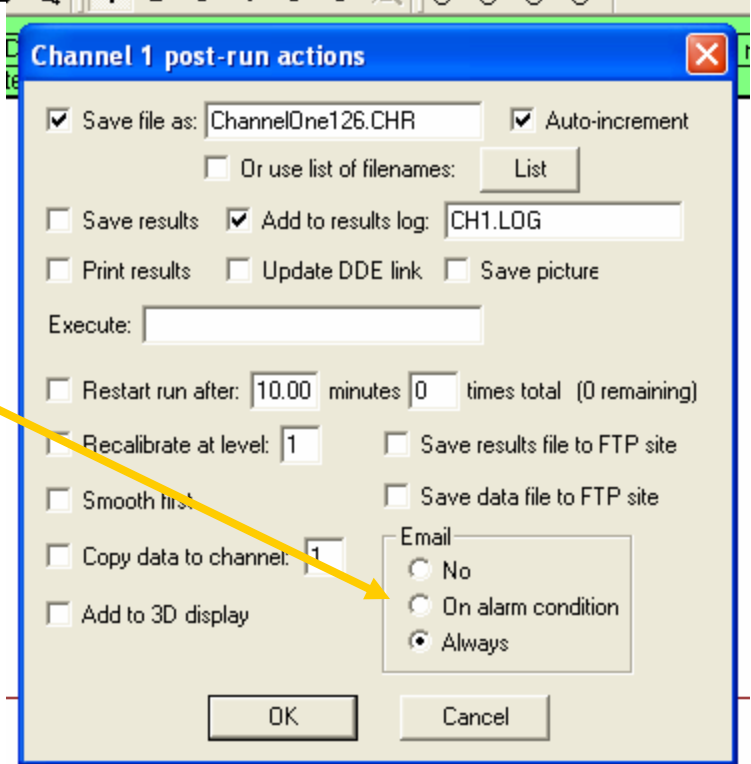 Channel 1 post-run actions
Save file as: ChannelOne126.CHR Auto-increment
Or use list of filenames: List
Save results Add to results log: CH1.LOG
Print results Update DDE link Save picture
Execute:
Restart run after: 10.00 minutes 0 times total (0 remaining)
Recalibrate at level: 1 Save results file to FTP site
Smooth first Save data file to FTP site
Email
Copy data to channel: 1 No
Add to 3D display On alarm condition
Always
OK Cancel